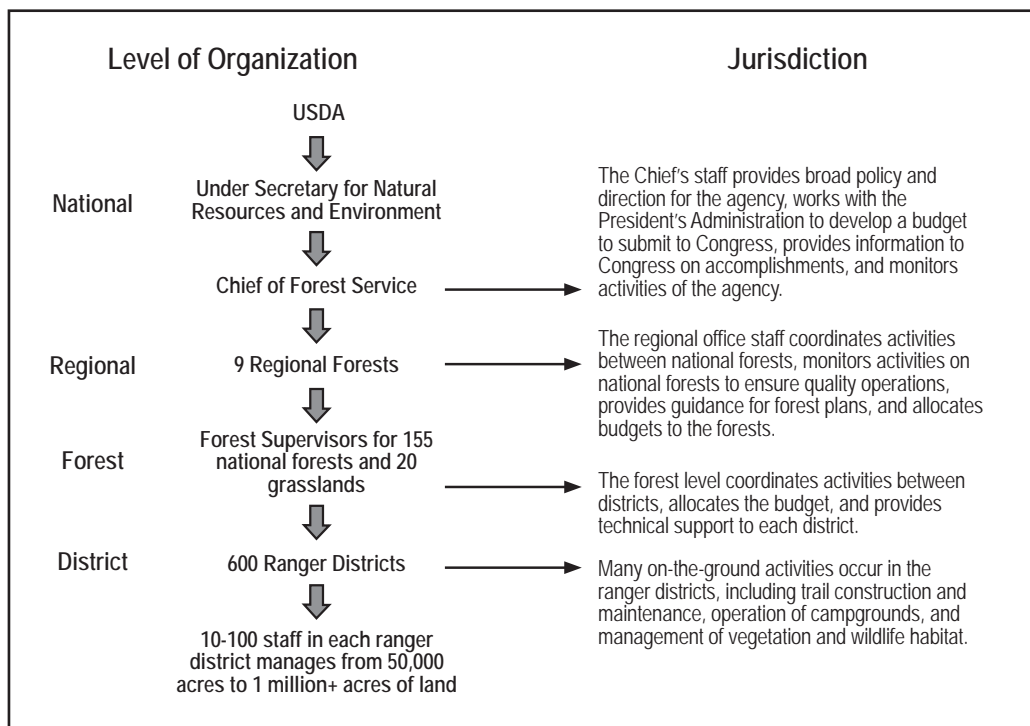 Level of Organization
Jurisdiction
USDA
National
Under Secretary for Natural
Resources and Environment
Chief of Forest Service
The Chief's staff provides broad policy and
direction for the agency, works with the
President's Administration to develop a budget
to submit to Congress, provides information to
Congress on accomplishments, and monitors
activities of the agency.
Regional
9 Regional Forests
The regional office staff coordinates activities
between national forests, monitors activities on
national forests to ensure quality operations,
provides guidance for forest plans, and allocates
budgets to the forests.
Forest
Forest Supervisors for 155
national forests and 20
grasslands
The forest level coordinates activities between
districts, allocates the budget, and provides
technical support to each district.
District
600 Ranger Districts
Many on-the-ground activities occur in the
ranger districts, including trail construction and
maintenance, operation of campgrounds, and
management of vegetation and wildlife habitat.
10-100 staff in each ranger
district manages from 50,000
acres to 1 million+ acres of land